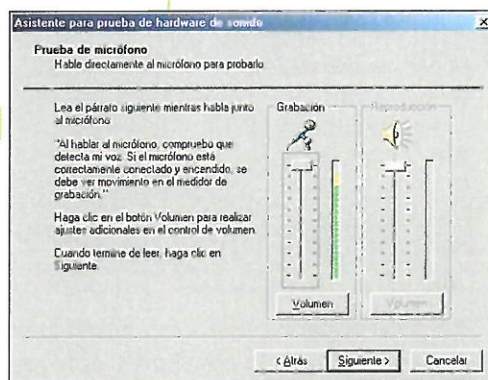 Asistente para prueba de hardware de sonido
Prueba de micrófono
Hable directamente al micrófono para probarlo
Lea el párrafo siguiente mientras habla junto
al micrófono
"Al hablar al micrófono, compruebo que
detecta mi voz. Si el micrófono está
correctamente conectado y encendido, se
debe ver movimiento en el medidor de
grabación."
Haga clic en el botón Volumen para realizar
ajustes adicionales en el control de volumen.
Cuando termine de leer, haga clic en
Siguiente.
Grabación
Volumen
Reproducción
Volumen
< Atrás
Siguiente >
Cancelar